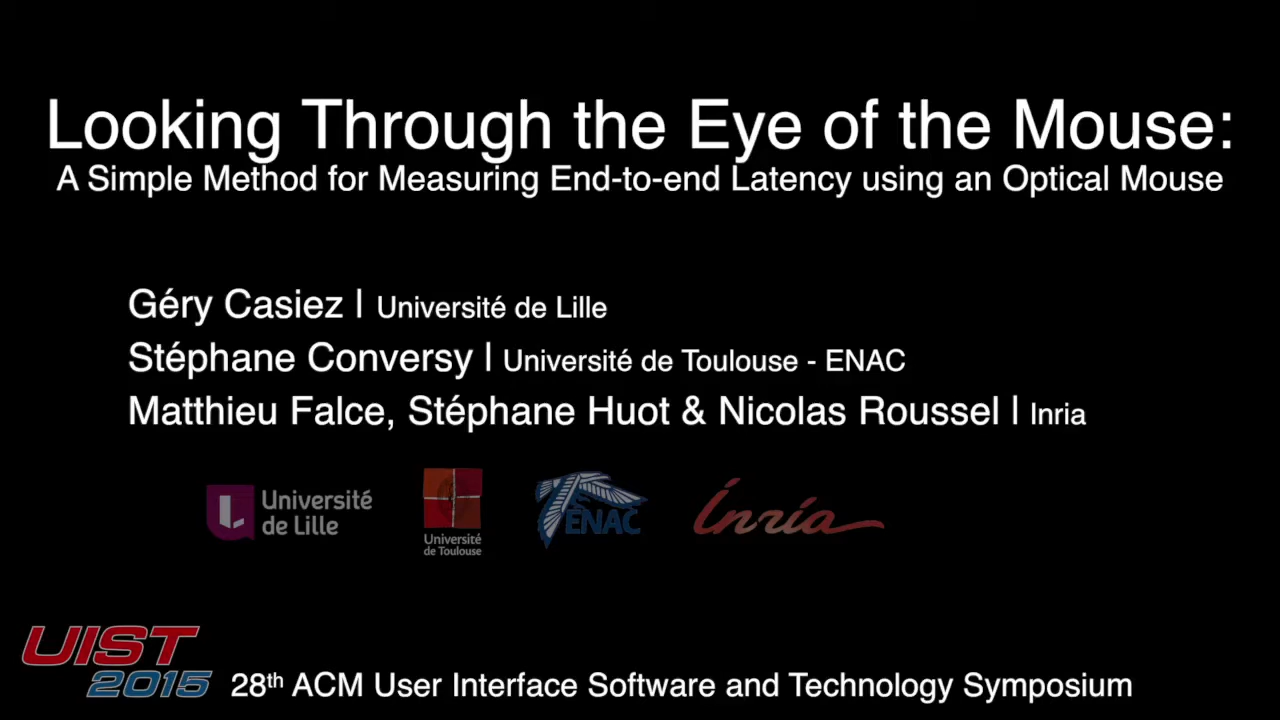 Looking Through the Eye of the Mouse:
A Simple Method for Measuring End-to-end Latency using an Optical Mouse
Géry Casiez | Université de Lille
Stéphane Conversy | Université de Toulouse - ENAC
Matthieu Falce, Stéphane Huot & Nicolas Roussel | Inria
Université
de Lille
Université
de Toulouse
ENAC
Inria
UIST
2015
28th ACM User Interface Software and Technology Symposium